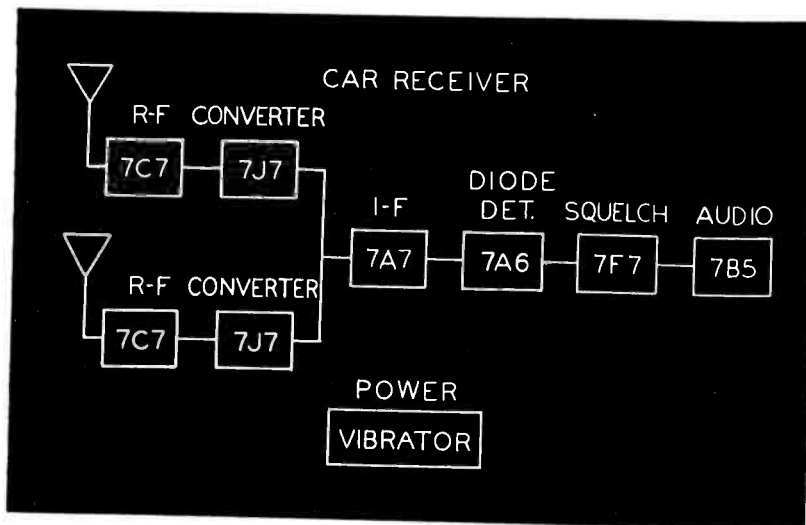 CAR RECEIVER
R-F CONVERTER
7C7 7J7
I-F DIODE DET. SQUELCH AUDIO
7A7 7A6 7F7 7B5
R-F CONVERTER
7C7 7J7
POWER
VIBRATOR